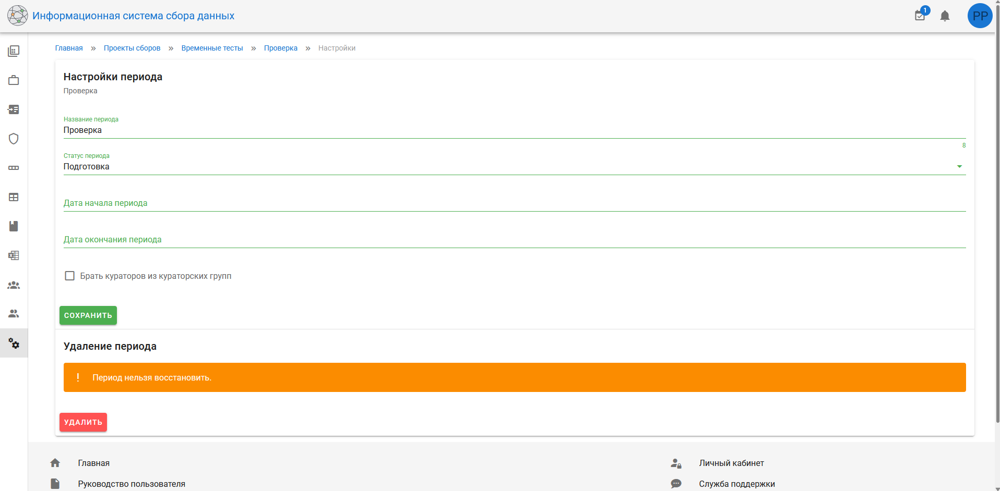 Информационная система сбора данных
1
PP
Главная » Проекты сборов » Временные тесты » Проверка » Настройки
Настройки периода
Проверка
Название периода
Проверка
8
Статус периода
Подготовка
Дата начала периода
Дата окончания периода
Брать кураторов из кураторских групп
СОХРАНИТЬ
Удаление периода
! Период нельзя восстановить.
УДАЛИТЬ
Главная
Личный кабинет
Руководство пользователя
Служба поддержки